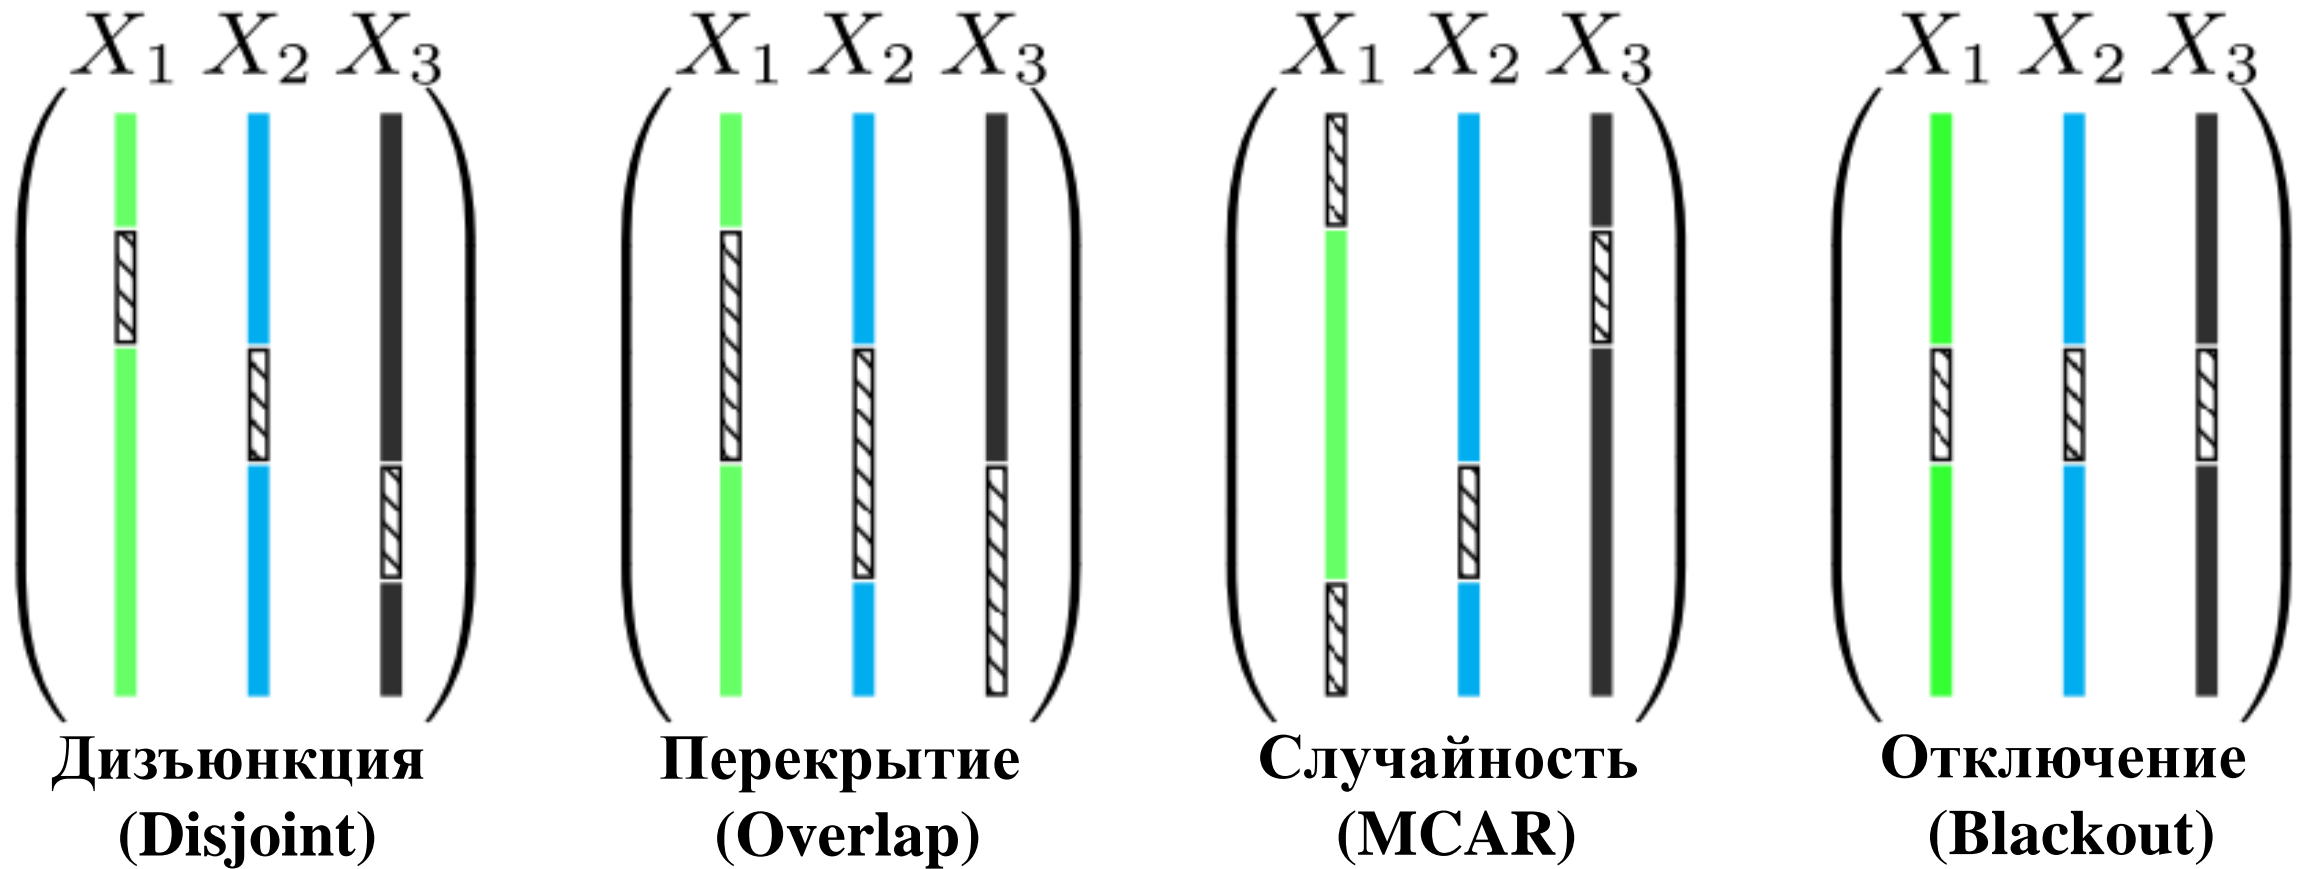 X₁ X₂ X₃ X₁ X₂ X₃ X₁ X₂ X₃ X₁ X₂ X₃
Дизъюнкция Перекрытие Случайность Отключение
(Disjoint) (Overlap) (MCAR) (Blackout)